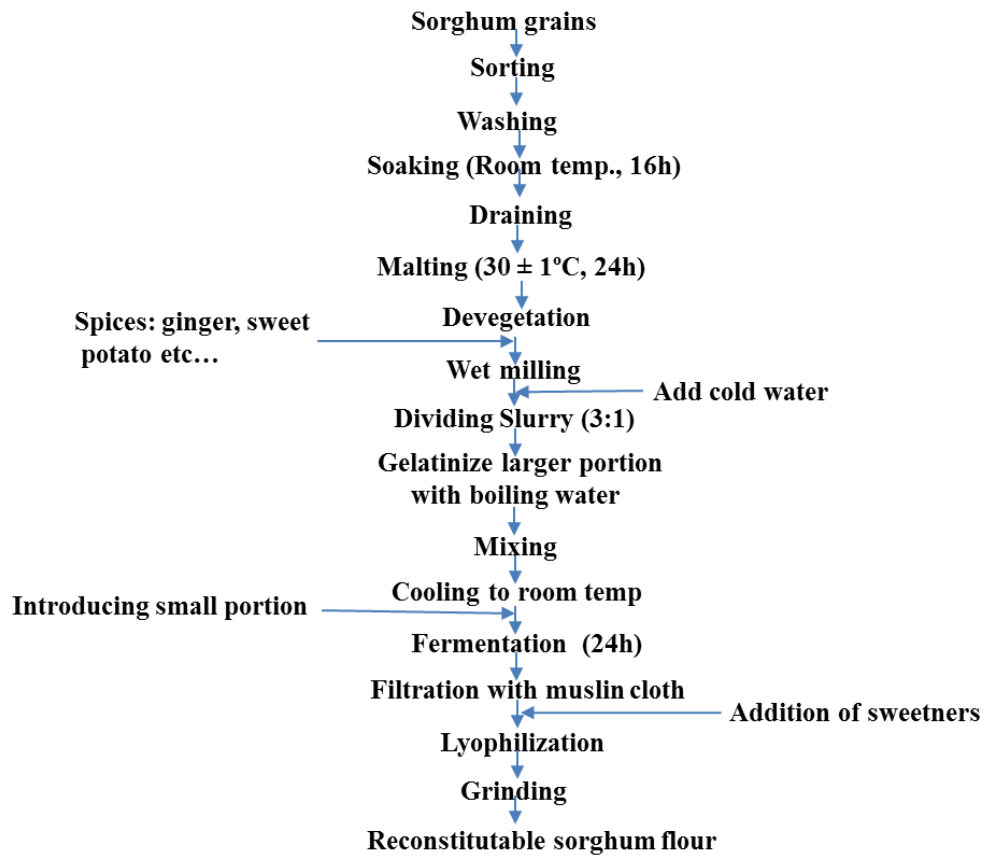 Sorghum grains
Sorting
Washing
Soaking (Room temp., 16h)
Draining
Malting (30 ± 1ºC, 24h)
Devegetation
Spices: ginger, sweet
potato etc…
Wet milling
Add cold water
Dividing Slurry (3:1)
Gelatinize larger portion
with boiling water
Mixing
Cooling to room temp
Introducing small portion
Fermentation (24h)
Filtration with muslin cloth
Addition of sweetners
Lyophilization
Grinding
Reconstitutable sorghum flour